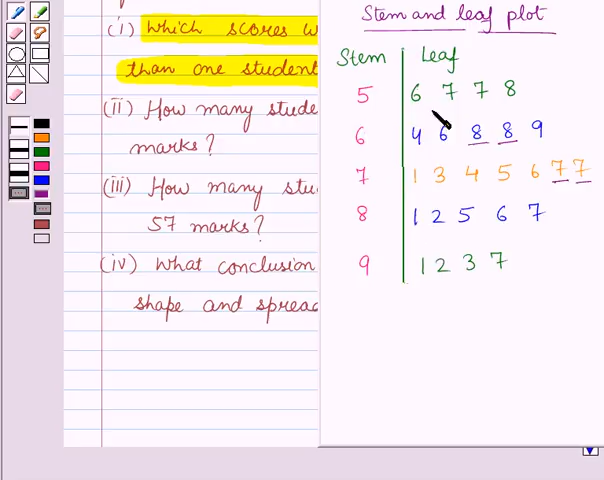 (i) Which scores w
than one student
(ii) How many stude
marks?
(iii) How many stu
57 marks?
(iv) What conclusion
shape and spread
Stem and leaf plot
Stem Leaf
5 6 7 7 8
6 4 6 8 8 9
7 1 3 4 5 6 7 7
8 1 2 5 6 7
9 1 2 3 7